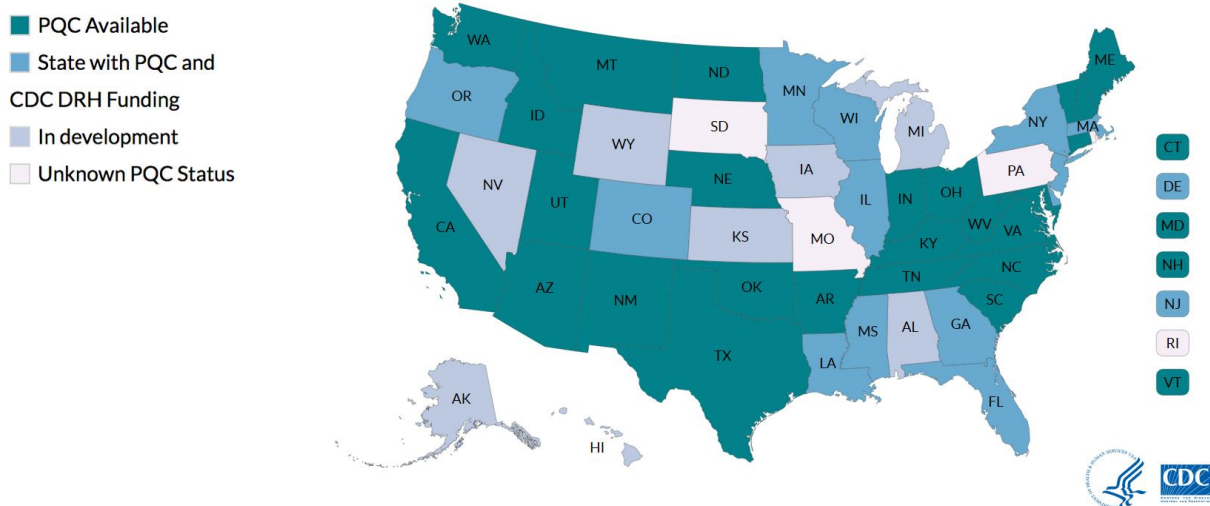 PQC Available
State with PQC and
CDC DRH Funding
In development
Unknown PQC Status
WA
MT
ND
MN
ME
OR
ID
WY
SD
WI
MI
NY
MA
NV
UT
CO
NE
IA
IL
IN
OH
PA
CA
KS
MO
KY
WV
VA
AZ
NM
OK
AR
TN
NC
SC
TX
LA
MS
AL
GA
FL
AK
HI
CT
DE
MD
NH
NJ
RI
VT
CDC